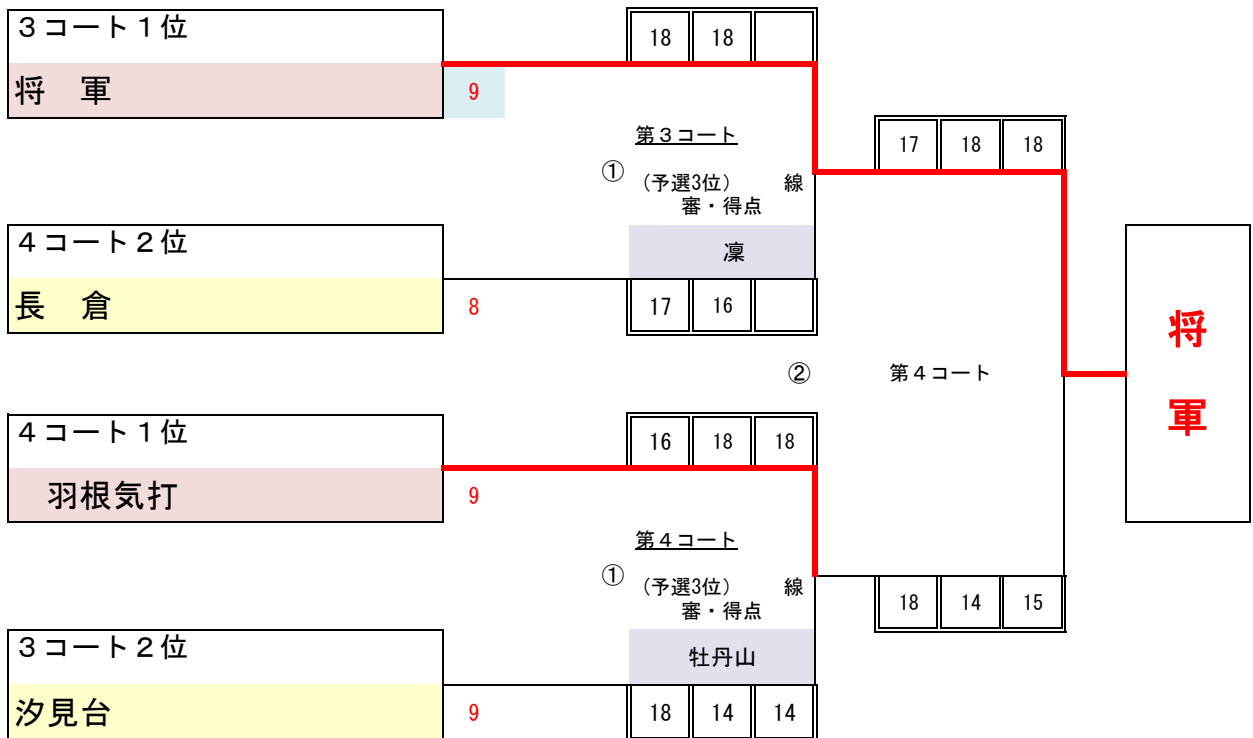 ３コート１位
18 18
将　軍
9
第３コート
17 18 18
①
（予選3位）　　線
審・得点
４コート２位
凜
長　倉
8
17 16
将
軍
②
第４コート
４コート１位
16 18 18
羽根気打
9
第４コート
①
（予選3位）　　線
審・得点
18 14 15
３コート２位
牡丹山
汐見台
9
18 14 14